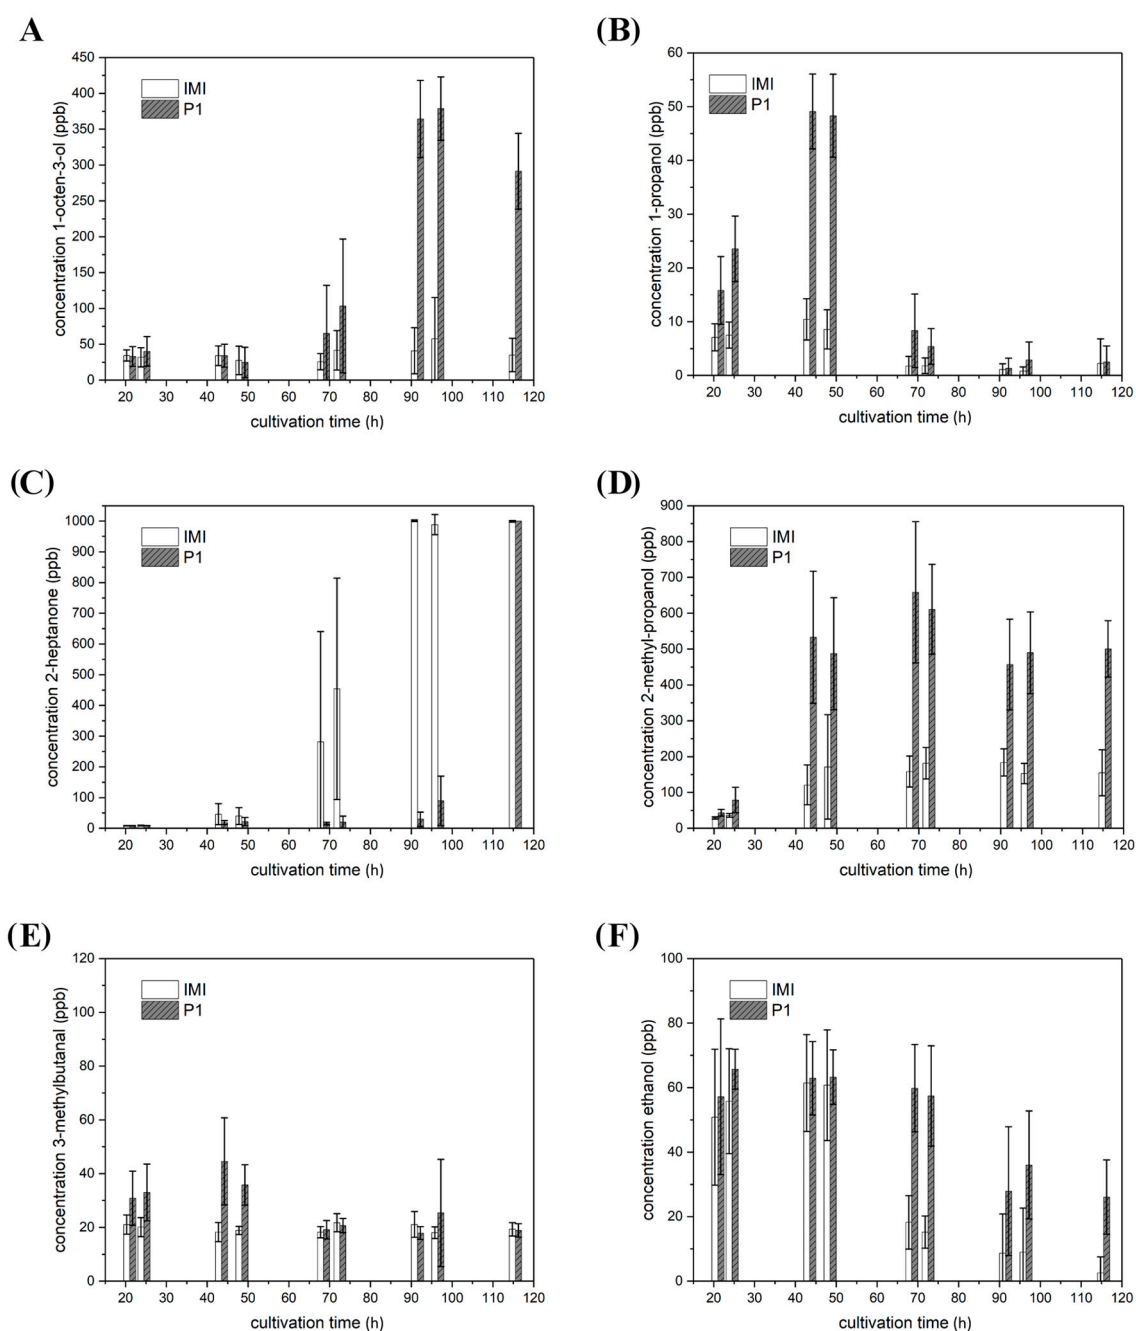 A
concentration 1-octen-3-ol (ppb)
450
400
350
300
250
200
150
100
50
0
IMI
P1
20 30 40 50 60 70 80 90 100 110 120
cultivation time (h)
(B)
concentration 1-propanol (ppb)
60
50
40
30
20
10
0
IMI
P1
20 30 40 50 60 70 80 90 100 110 120
cultivation time (h)
(C)
concentration 2-heptanone (ppb)
1000
900
800
700
600
500
400
300
200
100
0
IMI
P1
20 30 40 50 60 70 80 90 100 110 120
cultivation time (h)
(D)
concentration 2-methyl-propanol (ppb)
900
800
700
600
500
400
300
200
100
0
IMI
P1
20 30 40 50 60 70 80 90 100 110 120
cultivation time (h)
(E)
concentration 3-methylbutanal (ppb)
120
100
80
60
40
20
0
IMI
P1
20 30 40 50 60 70 80 90 100 110 120
cultivation time (h)
(F)
concentration ethanol (ppb)
100
80
60
40
20
0
IMI
P1
20 30 40 50 60 70 80 90 100 110 120
cultivation time (h)